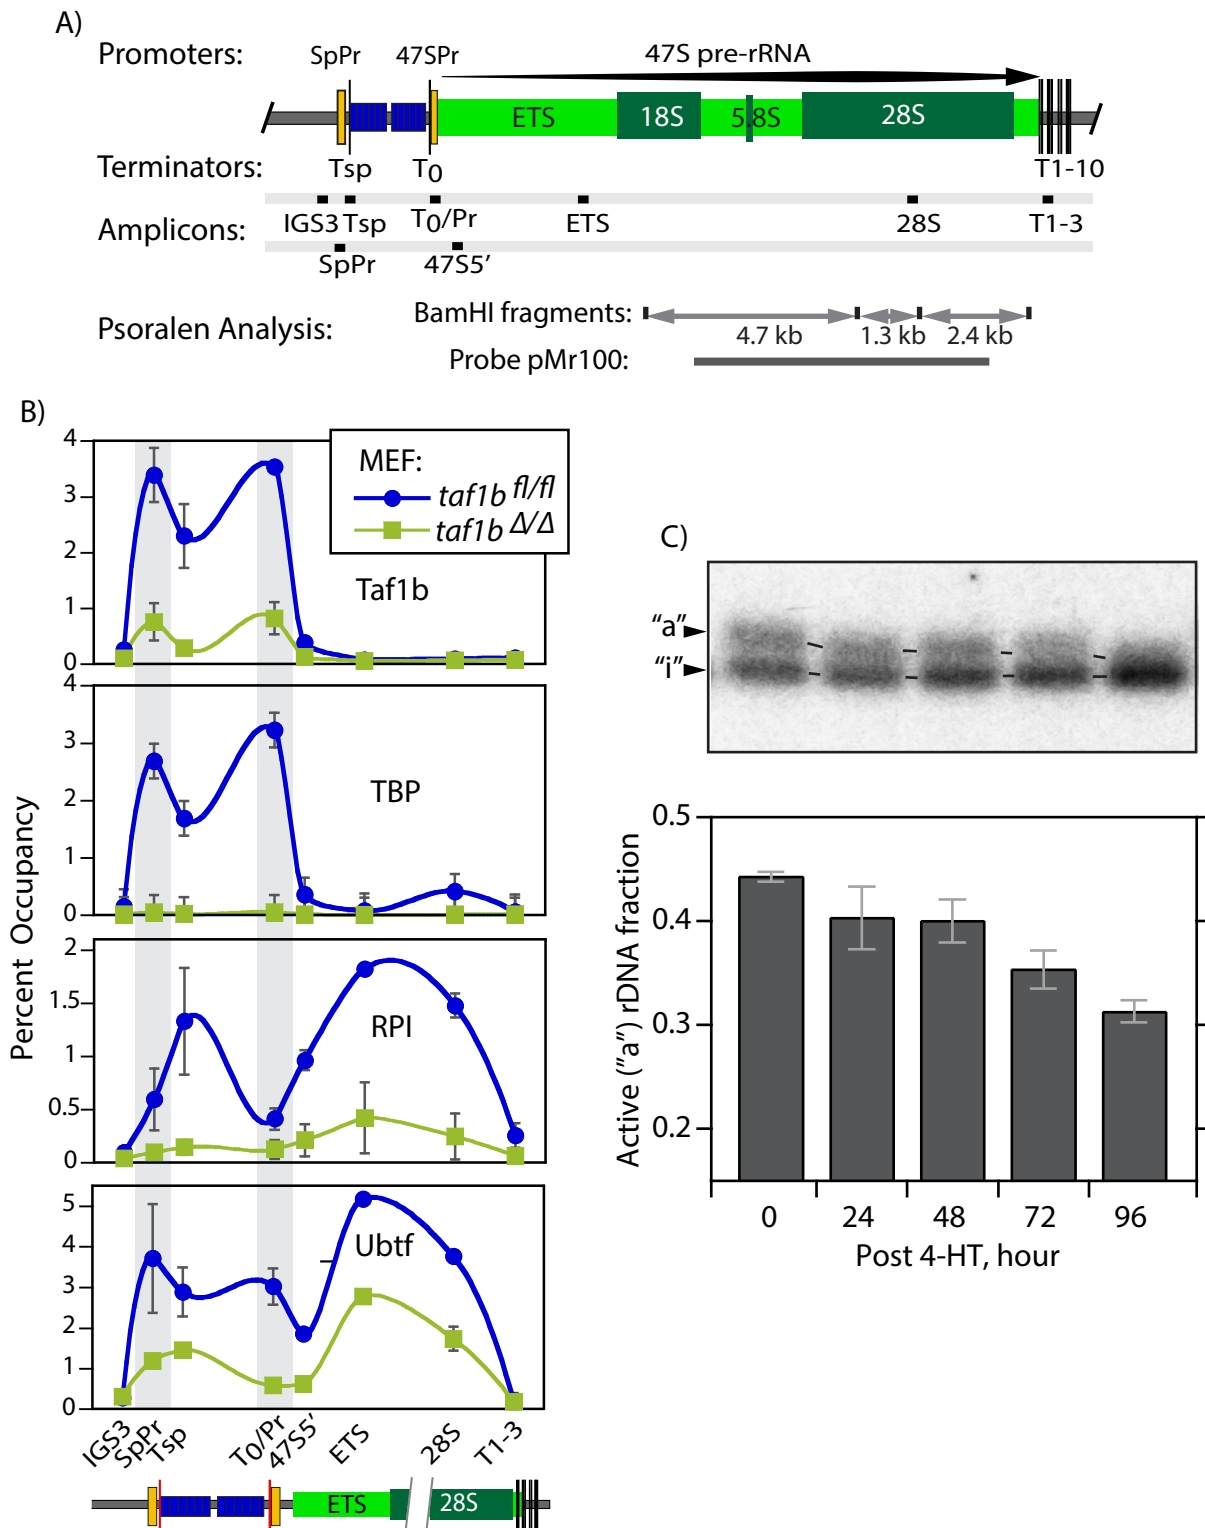 A)
Promoters: SpPr 47SPr 47S pre-rRNA
ETS 18S 5.8S 28S
Terminators: Tsp T0 T1-10
Amplicons: IGS3 Tsp T0/Pr ETS 28S T1-3
SpPr 47S5’
Psoralen Analysis:
BamHI fragments:
4.7 kb 1.3 kb 2.4 kb
Probe pMr100:
B)
MEF:
taf1b fl/fl
taf1b Δ/Δ
Percent Occupancy
4
3
2
1
0
Taf1b
4
3
2
1
0
TBP
2
1.5
1
0.5
0
RPI
5
4
3
2
1
0
Ubtf
IGS3 SpPr Tsp T0/Pr 47S5’ ETS 28S T1-3
ETS 28S
C)
“a”
“i”
Active (”a”) rDNA fraction
0.5
0.4
0.3
0.2
0 24 48 72 96
Post 4-HT, hour